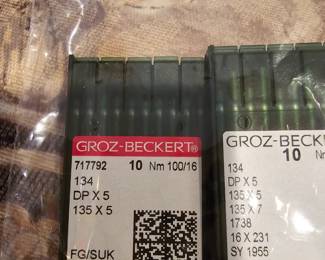 GROZ-BECKERT®
717792 10 Nm 100/16
134
DP X 5
135 X 5
FG/SUK
GROZ-BECKER
10 N
134
DP X 5
135 X 5
135 X 7
1738
16 X 231
SY 1955